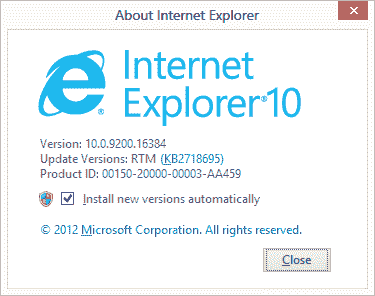 About Internet Explorer
Internet
Explorer®10
Version: 10.0.9200.16384
Update Versions: RTM (KB2718695)
Product ID: 00150-20000-00003-AA459
Install new versions automatically
© 2012 Microsoft Corporation. All rights reserved.
Close